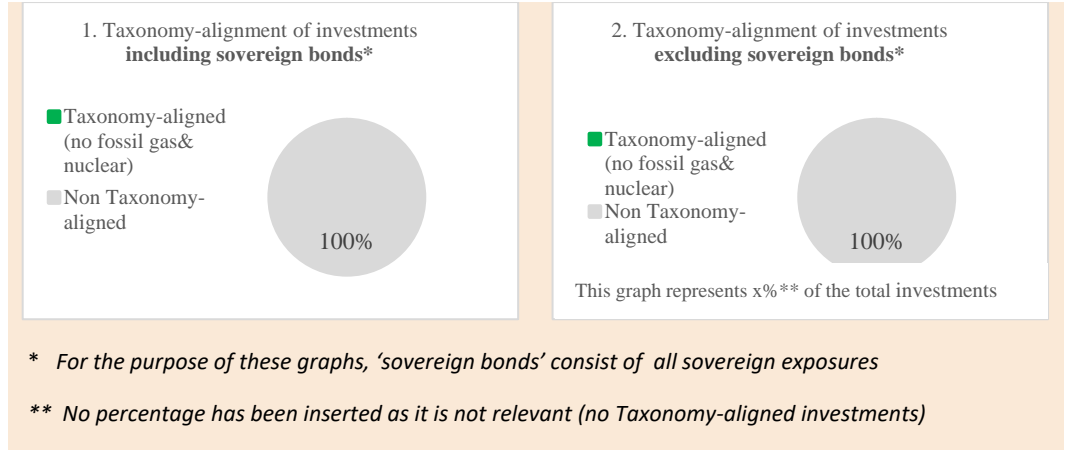 1. Taxonomy-alignment of investments
including sovereign bonds*
Taxonomy-aligned
(no fossil gas&
nuclear)
Non Taxonomy-
aligned
100%
2. Taxonomy-alignment of investments
excluding sovereign bonds*
Taxonomy-aligned
(no fossil gas&
nuclear)
Non Taxonomy-
aligned
100%
This graph represents x%** of the total investments
* For the purpose of these graphs, ‘sovereign bonds’ consist of all sovereign exposures
** No percentage has been inserted as it is not relevant (no Taxonomy-aligned investments)